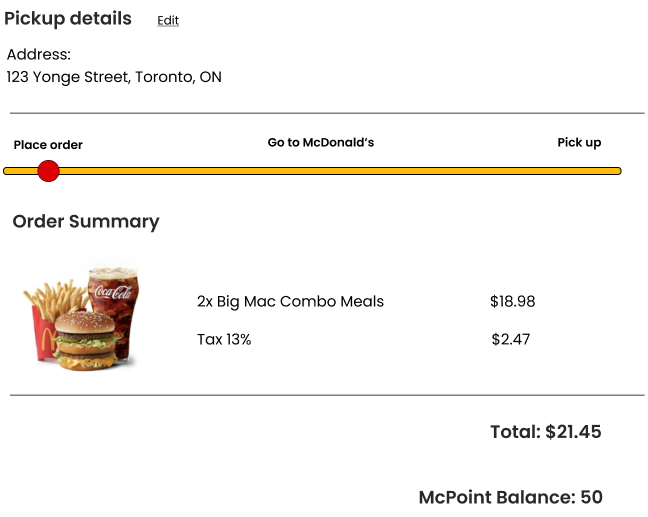 Pickup details Edit
Address:
123 Yonge Street, Toronto, ON
Place order Go to McDonald’s Pick up
Order Summary
Coca-Cola
2x Big Mac Combo Meals $18.98
Tax 13% $2.47
Total: $21.45
McPoint Balance: 50